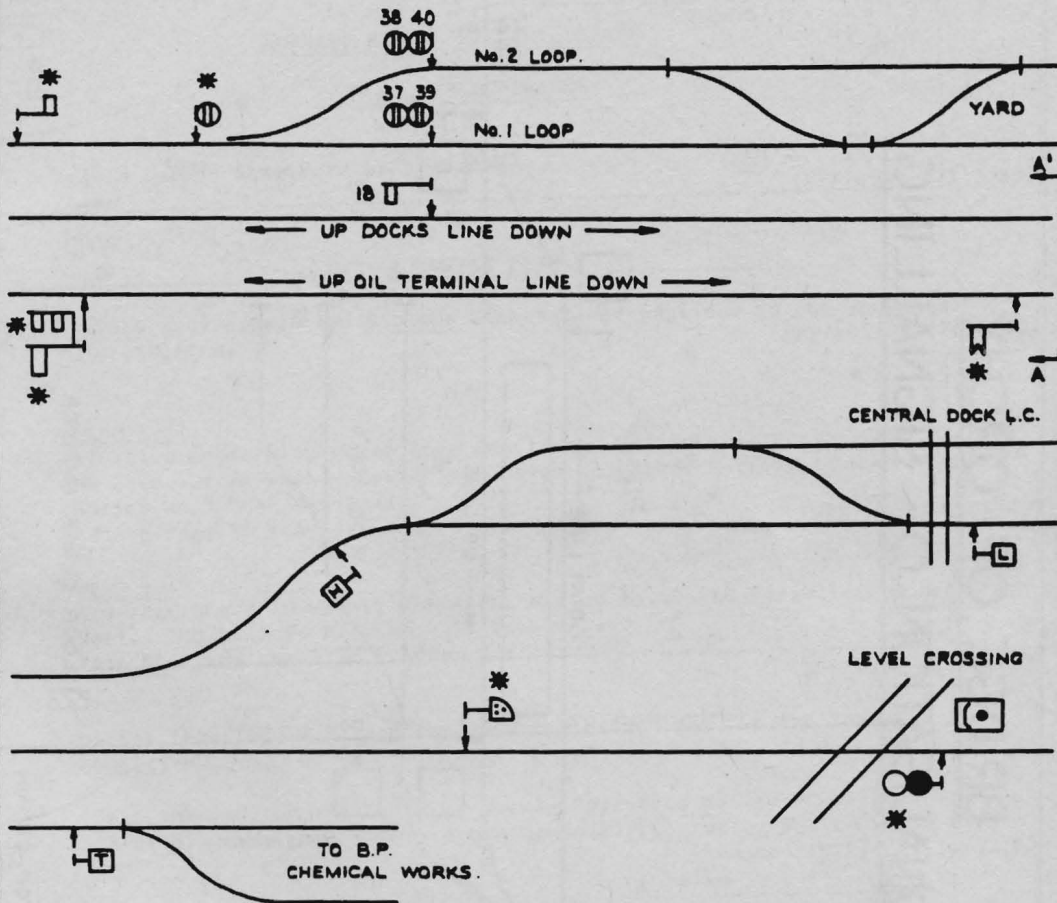 38 40
No.2 LOOP.
37 39
No.1 LOOP
YARD
A'
18
UP DOCKS LINE DOWN
UP OIL TERMINAL LINE DOWN
A
CENTRAL DOCK L.C.
L
I
LEVEL CROSSING
T
TO B.P.
CHEMICAL WORKS.